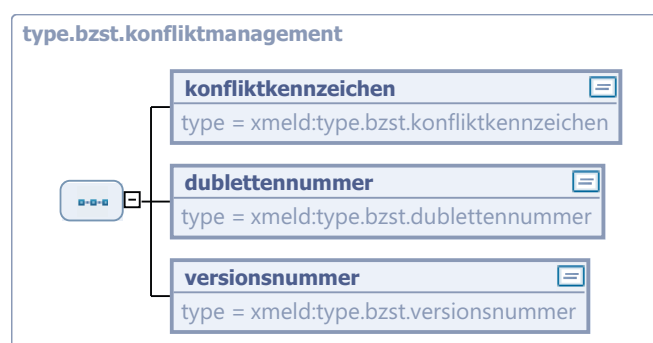 type.bzst.konfliktmanagement
konfliktkennzeichen
type = xmeld:type.bzst.konfliktkennzeichen
dublettennummer
type = xmeld:type.bzst.dublettennummer
versionsnummer
type = xmeld:type.bzst.versionsnummer